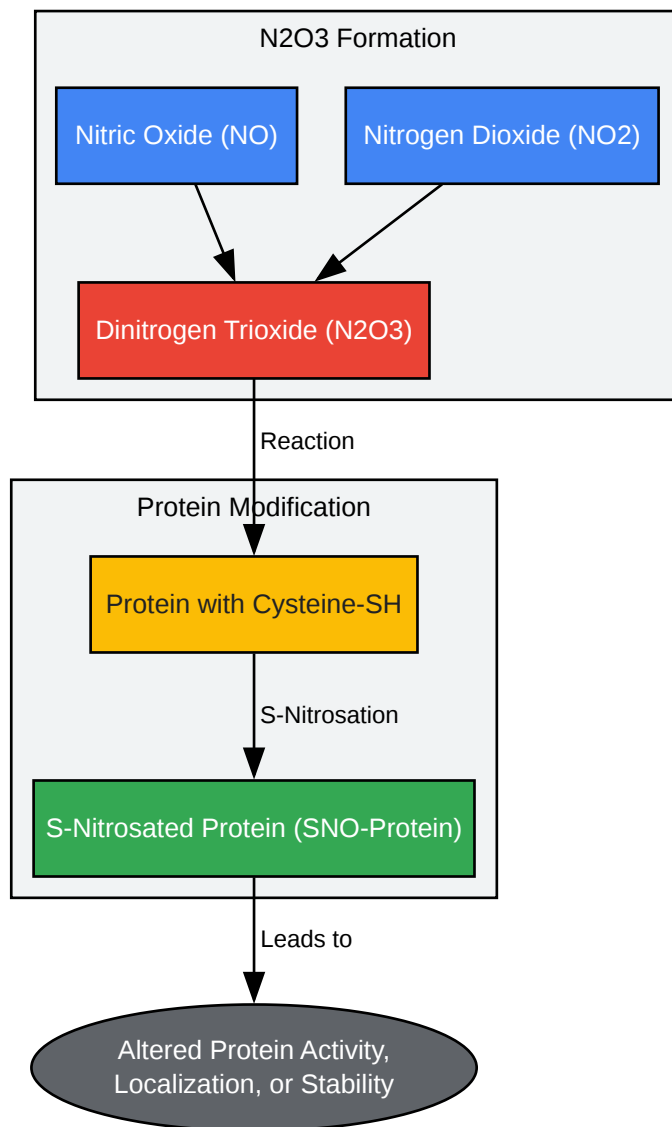 N2O3 Formation
Nitric Oxide (NO)
Nitrogen Dioxide (NO2)
Dinitrogen Trioxide (N2O3)
Reaction
Protein Modification
Protein with Cysteine-SH
S-Nitrosation
S-Nitrosated Protein (SNO-Protein)
Leads to
Altered Protein Activity,
Localization, or Stability